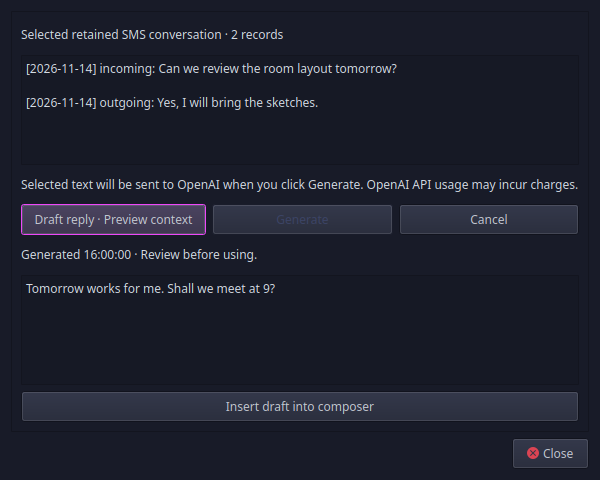 Selected retained SMS conversation · 2 records
[2026-11-14] incoming: Can we review the room layout tomorrow?
[2026-11-14] outgoing: Yes, I will bring the sketches.
Selected text will be sent to OpenAI when you click Generate. OpenAI API usage may incur charges.
Draft reply · Preview context
Generate
Cancel
Generated 16:00:00 · Review before using.
Tomorrow works for me. Shall we meet at 9?
Insert draft into composer
Close